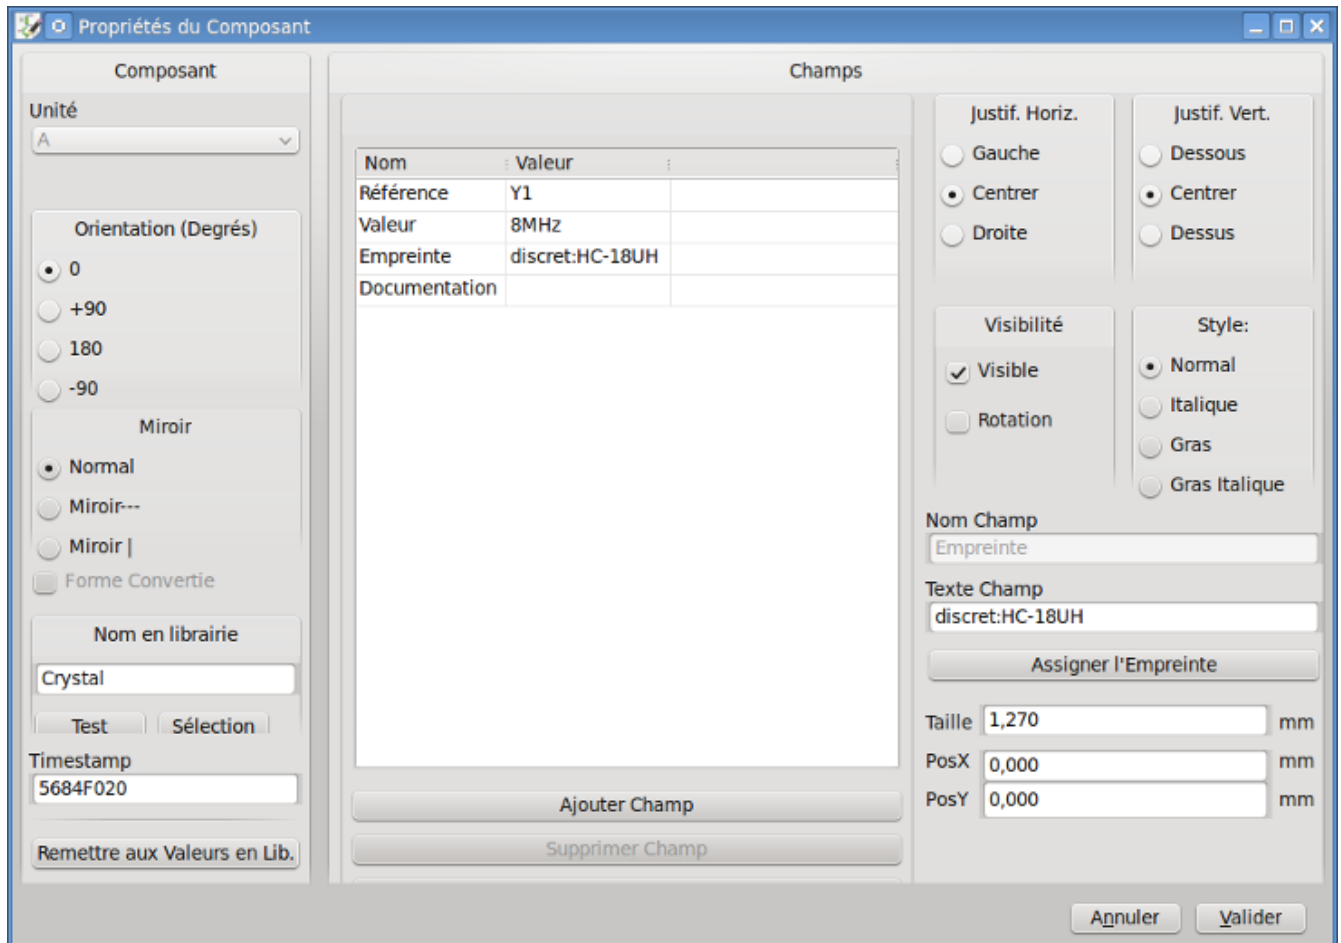 Propriétés du Composant
Composant
Unité
A
Orientation (Degrés)
0
+90
180
-90
Miroir
Normal
Miroir---
Miroir |
Forme Convertie
Nom en librairie
Crystal
Test Sélection
Timestamp
5684F020
Remettre aux Valeurs en Lib.
Champs
Nom Valeur
Référence Y1
Valeur 8MHz
Empreinte discret:HC-18UH
Documentation
Ajouter Champ
Supprimer Champ
Justif. Horiz.
Gauche
Centrer
Droite
Justif. Vert.
Dessous
Centrer
Dessus
Visibilité
Visible
Rotation
Style:
Normal
Italique
Gras
Gras Italique
Nom Champ
Empreinte
Texte Champ
discret:HC-18UH
Assigner l'Empreinte
Taille 1,270 mm
PosX 0,000 mm
PosY 0,000 mm
Annuler Valider